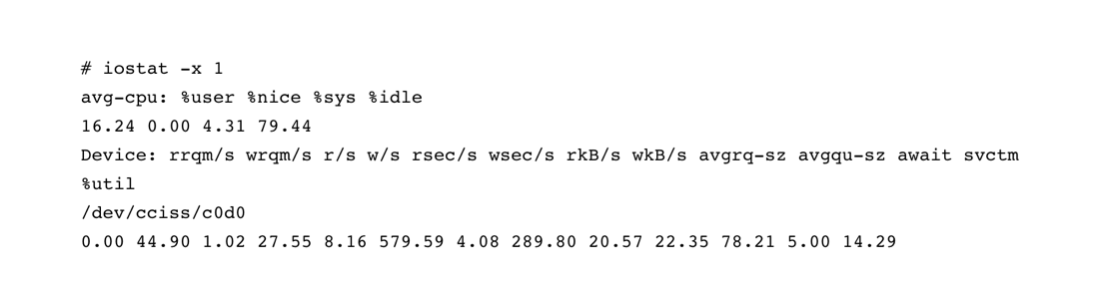 # iostat -x 1
avg-cpu: %user %nice %sys %idle
16.24 0.00 4.31 79.44
Device: rrqm/s wrqm/s r/s w/s rsec/s wsec/s rkB/s wkB/s avgrq-sz avgqu-sz await svctm
%util
/dev/cciss/c0d0
0.00 44.90 1.02 27.55 8.16 579.59 4.08 289.80 20.57 22.35 78.21 5.00 14.29